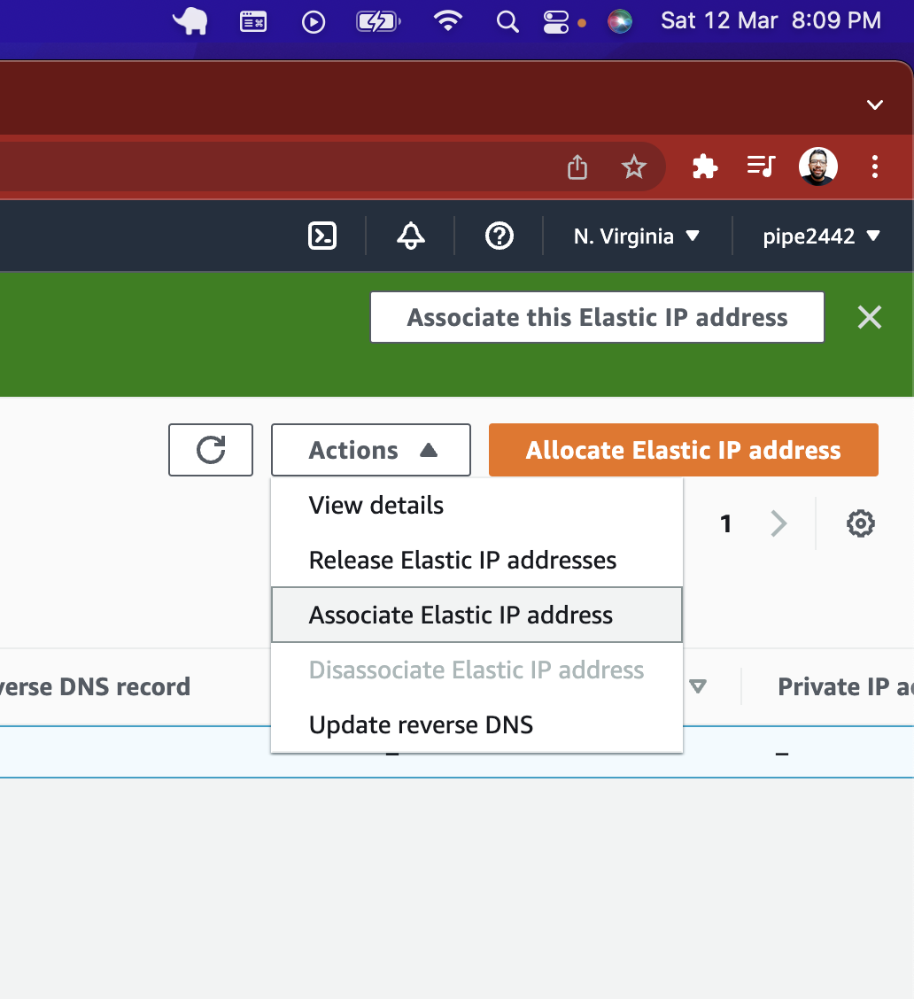 Sat 12 Mar 8:09 PM
N. Virginia
pipe2442
Associate this Elastic IP address
Actions
Allocate Elastic IP address
View details
1
Release Elastic IP addresses
Associate Elastic IP address
Disassociate Elastic IP address
verse DNS record
Private IP a
Update reverse DNS
–
–